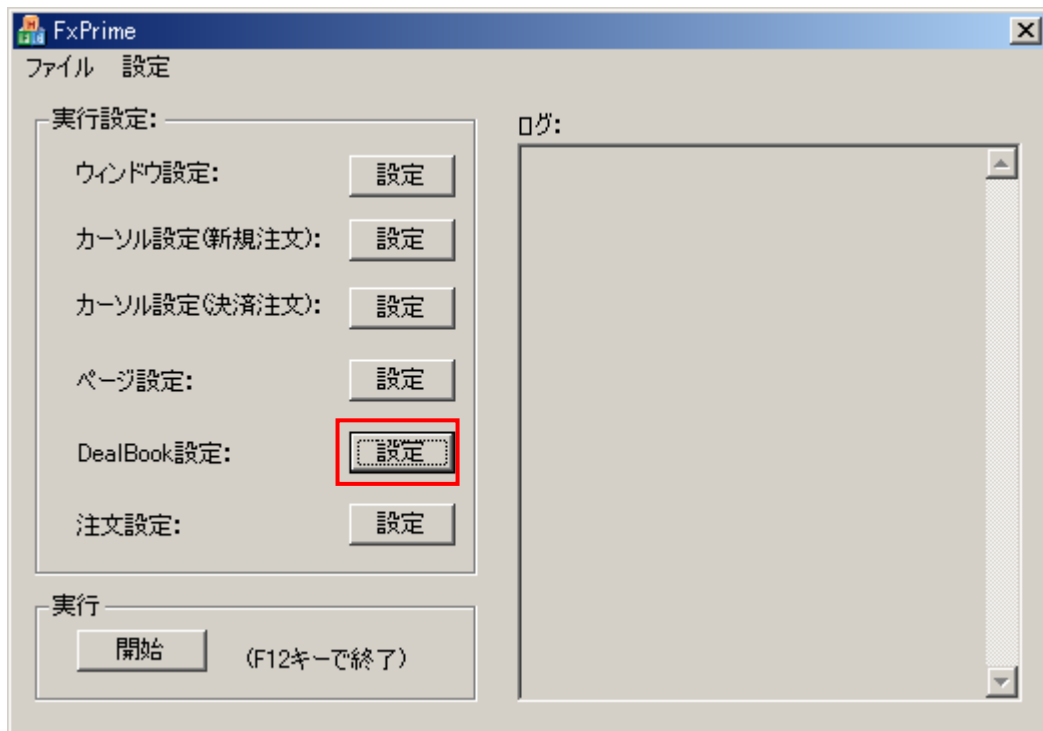 FxPrime
ファイル 設定
実行設定:
ウィンドウ設定: 設定
カーソル設定(新規注文): 設定
カーソル設定(決済注文): 設定
ページ設定: 設定
DealBook設定: 設定
注文設定: 設定
実行
開始 (F12キーで終了)
ログ: